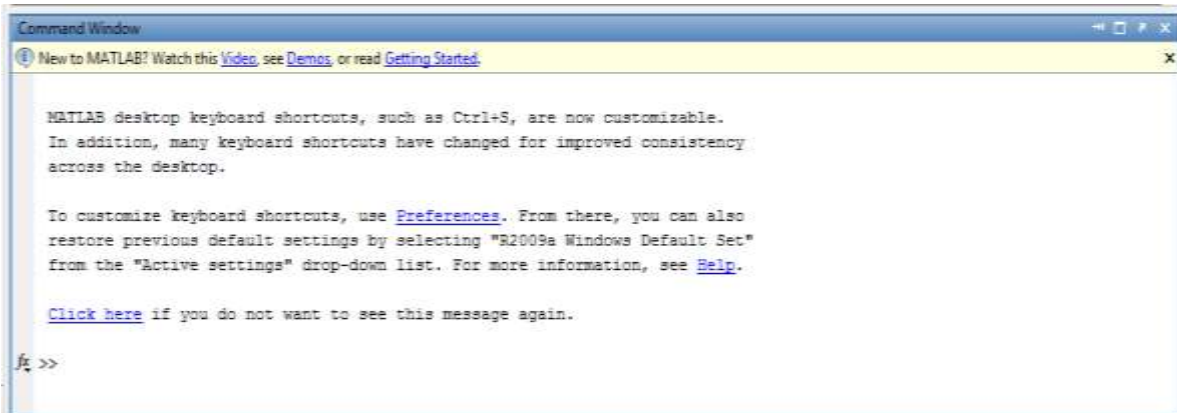 Command Window
New to MATLAB? Watch this Video, see Demos, or read Getting Started.
MATLAB desktop keyboard shortcuts, such as Ctrl+S, are now customizable.
In addition, many keyboard shortcuts have changed for improved consistency
across the desktop.
To customize keyboard shortcuts, use Preferences. From there, you can also
restore previous default settings by selecting "R2009a Windows Default Set"
from the "Active settings" drop-down list. For more information, see Help.
Click here if you do not want to see this message again.
fx >>